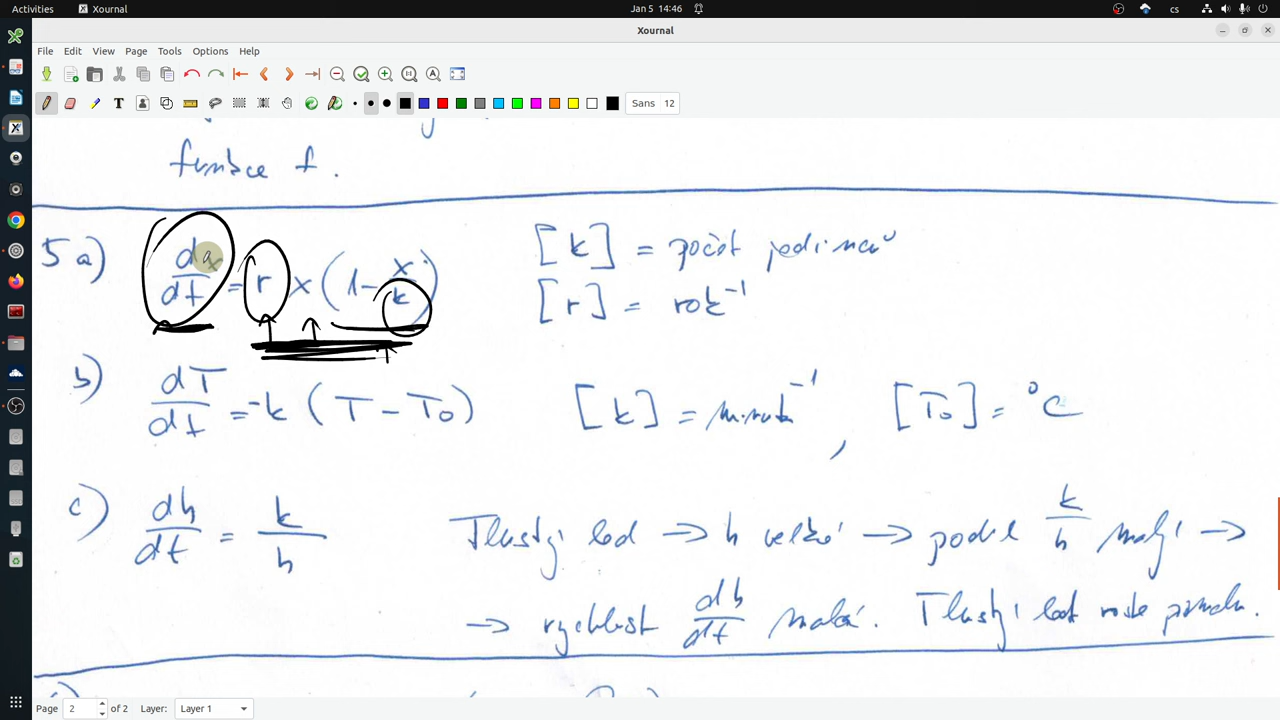 Activities Xournal Jan 5 14:46 cs
Xournal
File Edit View Page Tools Options Help
Sans 12
funkce f.
5 a) dx/dt = r x (1 - x/k) [k] = počet jedinců
[r] = rok⁻¹
b) dT/dt = -k (T - T₀) [k] = minuta⁻¹, [T₀] = °C
c) dh/dt = k/h Tlustý led → h velké → podíl k/h malý →
→ rychlost dh/dt malá. Tlustý led roste pomalu.
Page 2 of 2 Layer: Layer 1